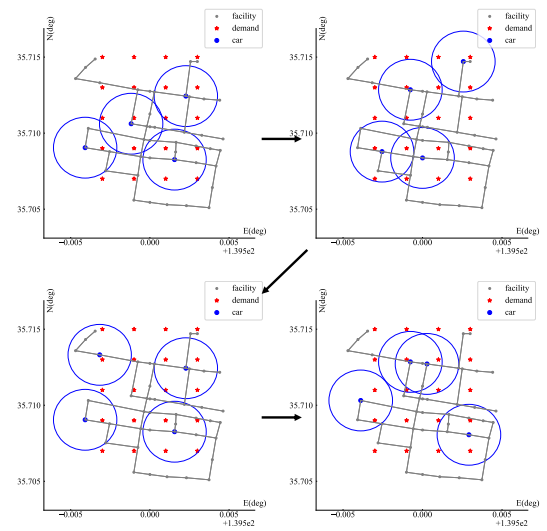 N(deg)
facility
demand
car
35.715
35.710
35.705
E(deg)
−0.005
0.000
0.005
+1.395e2
N(deg)
facility
demand
car
35.715
35.710
35.705
E(deg)
−0.005
0.000
0.005
+1.395e2
N(deg)
facility
demand
car
35.715
35.710
35.705
E(deg)
−0.005
0.000
0.005
+1.395e2
N(deg)
facility
demand
car
35.715
35.710
35.705
E(deg)
−0.005
0.000
0.005
+1.395e2